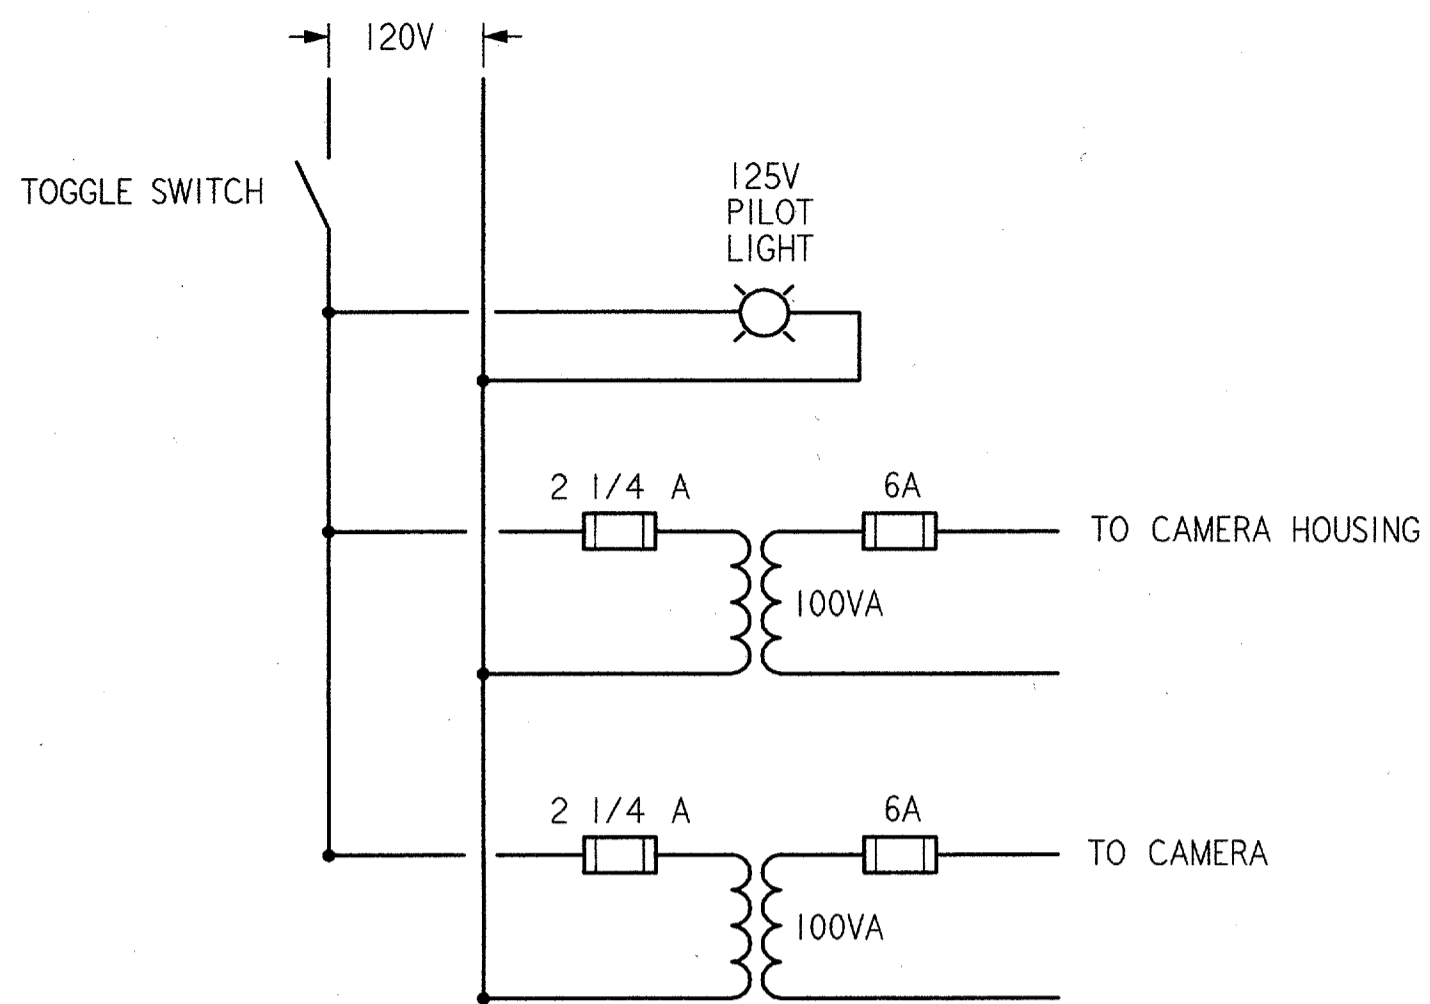 120V
TOGGLE SWITCH
125V
PILOT
LIGHT
2 1/4 A
6A
TO CAMERA HOUSING
100VA
2 1/4 A
6A
TO CAMERA
100VA